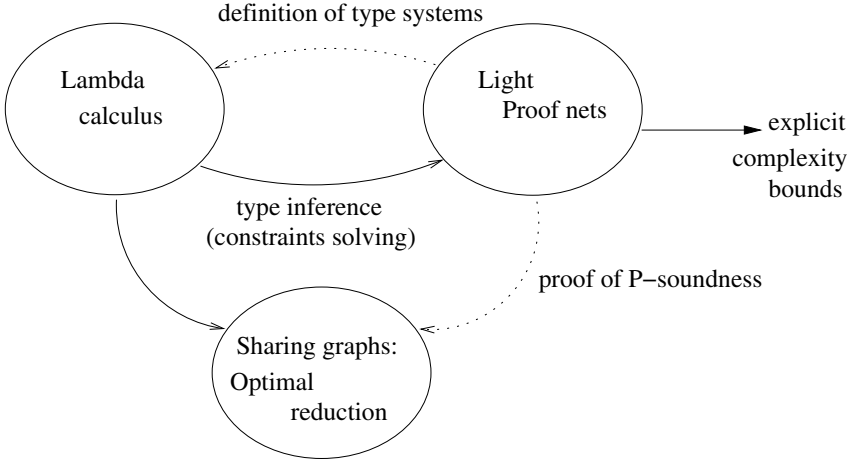 definition of type systems
Lambda
calculus
Light
Proof nets
explicit
complexity
bounds
type inference
(constraints solving)
proof of P−soundness
Sharing graphs:
Optimal
reduction